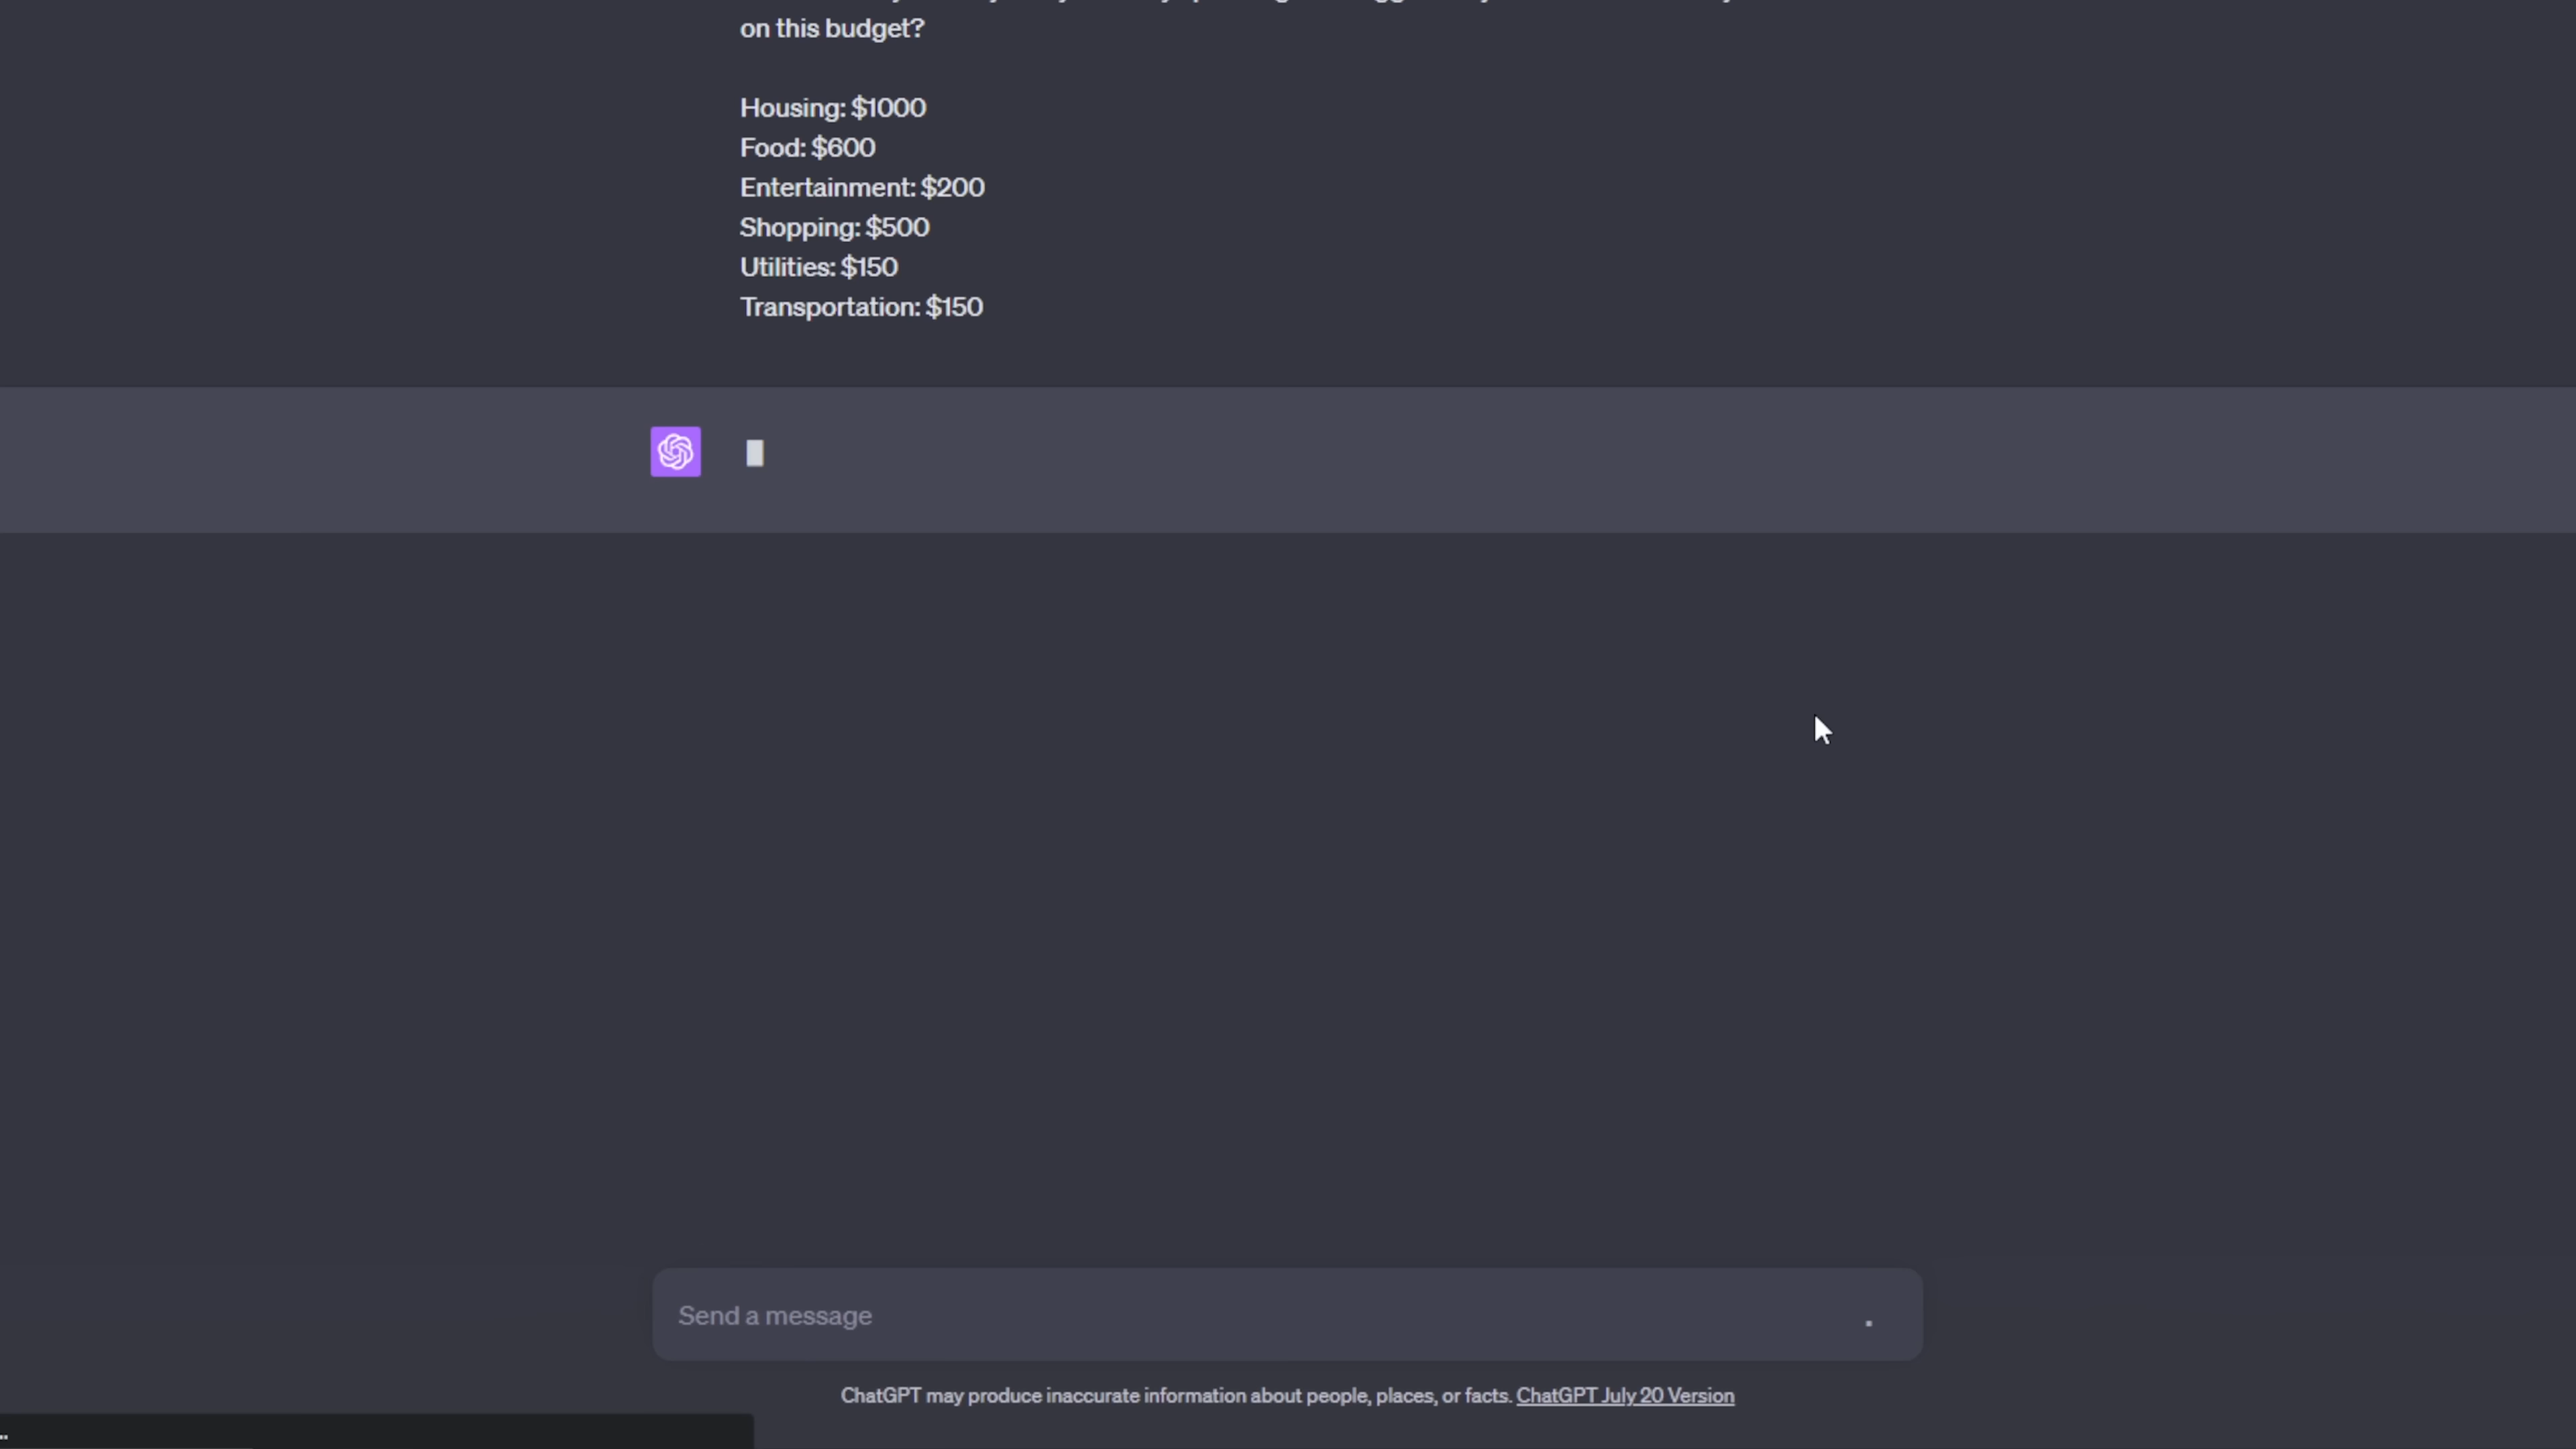 on this budget?
Housing: $1000
Food: $600
Entertainment: $200
Shopping: $500
Utilities: $150
Transportation: $150
Send a message
ChatGPT may produce inaccurate information about people, places, or facts. ChatGPT July 20 Version